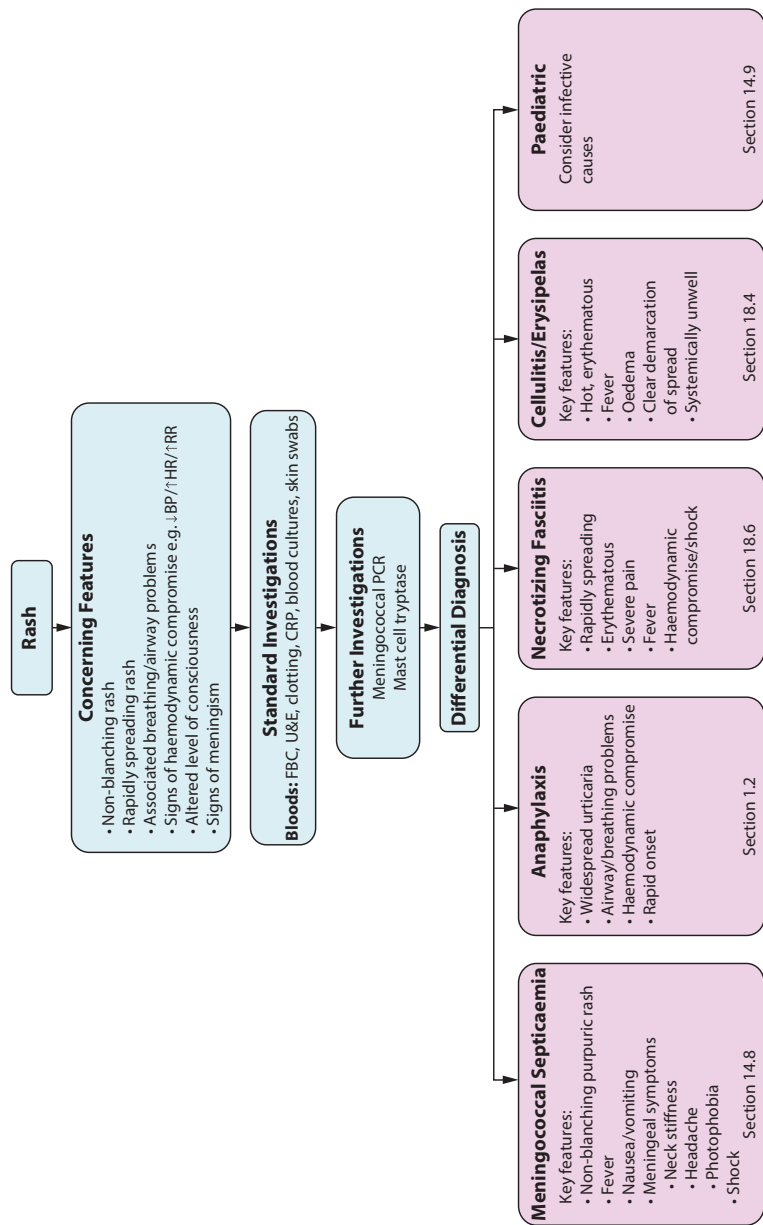 Rash
Concerning Features
• Non-blanching rash
• Rapidly spreading rash
• Associated breathing/airway problems
• Signs of haemodynamic compromise e.g. ↓BP/↑HR/↑RR
• Altered level of consciousness
• Signs of meningism
Standard Investigations
Bloods: FBC, U&E, clotting, CRP, blood cultures, skin swabs
Further Investigations
Meningococcal PCR
Mast cell tryptase
Differential Diagnosis
Meningococcal Septicaemia
Key features:
• Non-blanching purpuric rash
• Fever
• Nausea/vomiting
• Meningeal symptoms
• Neck stiffness
• Headache
• Photophobia
• Shock
Section 14.8
Anaphylaxis
Key features:
• Widespread urticaria
• Airway/breathing problems
• Haemodynamic compromise
• Rapid onset
Section 1.2
Necrotizing Fasciitis
Key features:
• Rapidly spreading
• Erythematous
• Severe pain
• Fever
• Haemodynamic
compromise/shock
Section 18.6
Cellulitis/Erysipelas
Key features:
• Hot, erythematous
• Fever
• Oedema
• Clear demarcation
of spread
• Systemically unwell
Section 18.4
Paediatric
Consider infective
causes
Section 14.9